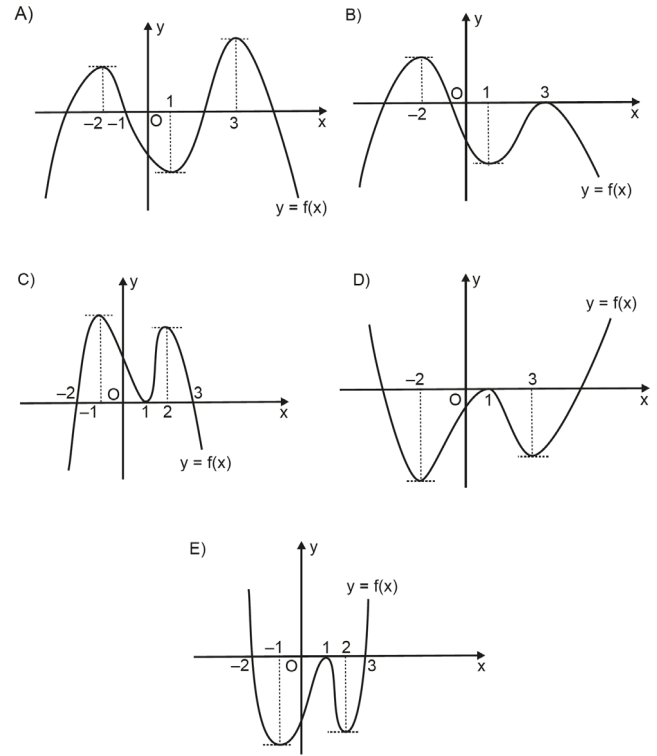 A)
y
1
O
–2
–1
3
x
y = f(x)
B)
y
O
1
3
–2
x
y = f(x)
C)
y
–2
O
3
–1
1
2
x
y = f(x)
D)
y
y = f(x)
–2
3
O
1
x
E)
y
y = f(x)
–1
1
2
–2
O
3
x